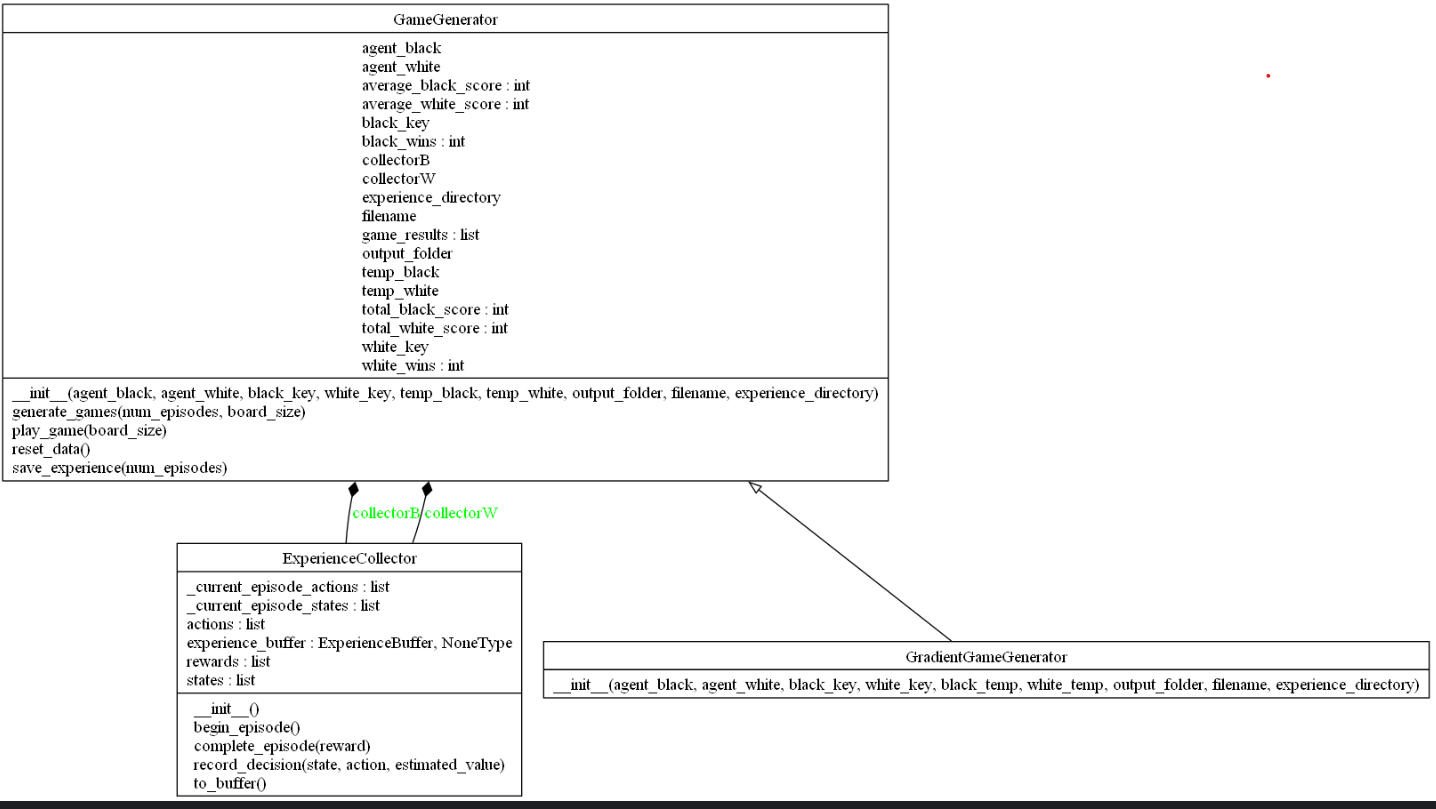 GameGenerator
agent_black
agent_white
average_black_score : int
average_white_score : int
black_key
black_wins : int
collectorB
collectorW
experience_directory
filename
game_results : list
output_folder
temp_black
temp_white
total_black_score : int
total_white_score : int
white_key
white_wins : int
__init__(agent_black, agent_white, black_key, white_key, temp_black, temp_white, output_folder, filename, experience_directory)
generate_games(num_episodes, board_size)
play_game(board_size)
reset_data()
save_experience(num_episodes)
collectorB collectorW
ExperienceCollector
_current_episode_actions : list
_current_episode_states : list
actions : list
experience_buffer : ExperienceBuffer, NoneType
rewards : list
states : list
__init__()
begin_episode()
complete_episode(reward)
record_decision(state, action, estimated_value)
to_buffer()
GradientGameGenerator
__init__(agent_black, agent_white, black_key, white_key, black_temp, white_temp, output_folder, filename, experience_directory)